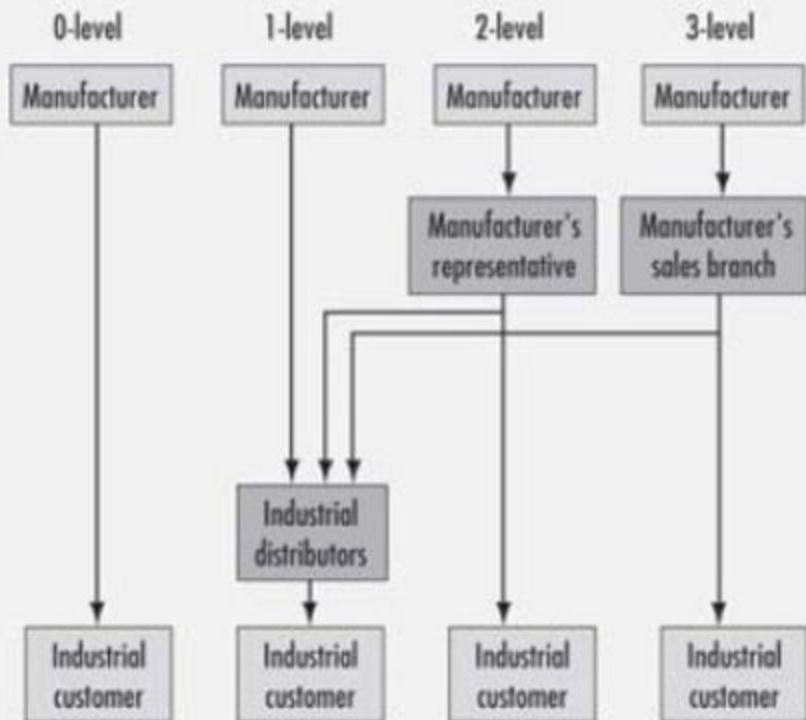 0-level 1-level 2-level 3-level
Manufacturer Manufacturer Manufacturer Manufacturer
Manufacturer's
representative
Manufacturer's
sales branch
Industrial
distributors
Industrial
customer
Industrial
customer
Industrial
customer
Industrial
customer